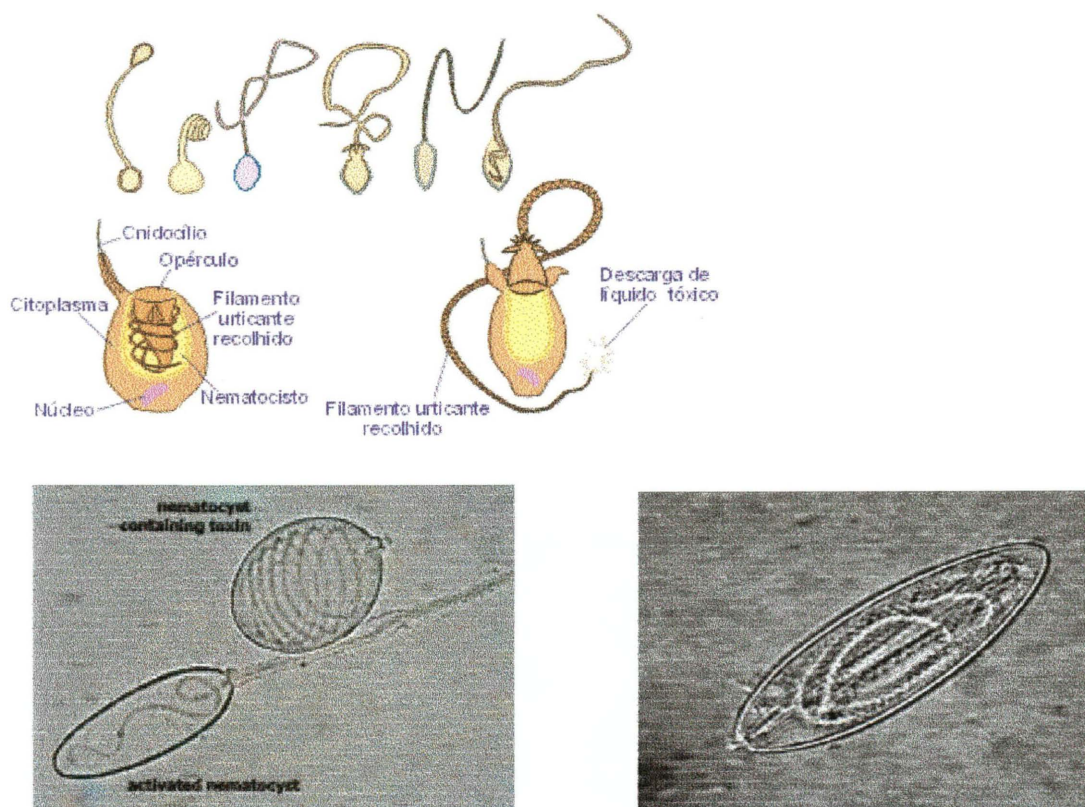 Cnidocílio
Opérculo
Citoplasma
Filamento
urticante
recolhido
Nematocisto
Núcleo
Descarga de
líquido tóxico
Filamento urticante
recolhido
nematocyst
containing toxin
activated nematocyst